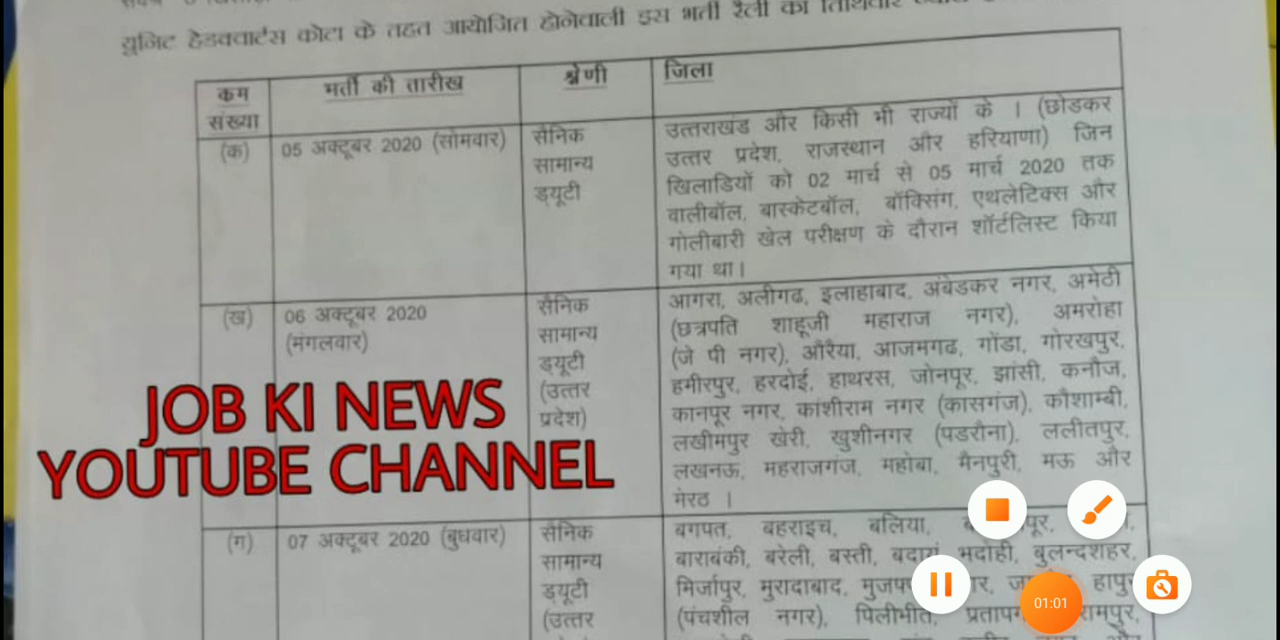 युनिट हेडक्वार्टस कोटा के तहत आयोजित होनेवाली इस भर्ती रैली का तिथिवार
कम संख्या
भर्ती की तारीख
श्रेणी
जिला
(क)
05 अक्टूबर 2020 (सोमवार)
सैनिक
सामान्य
ड्यूटी
उत्तराखंड और किसी भी राज्यों के । (छोडकर
उत्तर प्रदेश, राजस्थान और हरियाणा) जिन
खिलाडियों को 02 मार्च से 05 मार्च 2020 तक
वालीबॉल, बास्केटबॉल, बॉक्सिंग, एथलेटिक्स और
गोलीबारी खेल परीक्षण के दौरान शॉर्टलिस्ट किया
गया था।
(ख)
06 अक्टूबर 2020
(मंगलवार)
सैनिक
सामान्य
ड्यूटी
(उत्तर
प्रदेश)
आगरा, अलीगढ, इलाहाबाद, अंबेडकर नगर, अमेठी
(छत्रपति शाहूजी महाराज नगर), अमरोहा
(जे पी नगर), औरैया, आजमगढ, गोंडा, गोरखपुर,
हमीरपुर, हरदोई, हाथरस, जोनपूर, झांसी, कनौज,
कानपूर नगर, कांशीराम नगर (कासगंज), कौशाम्बी,
लखीमपुर खेरी, खुशीनगर (पडरौना), ललीतपुर,
लखनऊ, महराजगंज, महोबा, मैनपुरी, मऊ और
मेरठ ।
JOB KI NEWS
YOUTUBE CHANNEL
(ग)
07 अक्टूबर 2020 (बुधवार)
सैनिक
सामान्य
ड्यूटी
(उत्तर
बगपत, बहराइच, बलिया,
बाराबंकी, बरेली, बस्ती, बदायुं भदोही, बुलन्दशहर,
मिर्जापुर, मुरादाबाद,
(पंचशील नगर), पिलीभीत,
01:01